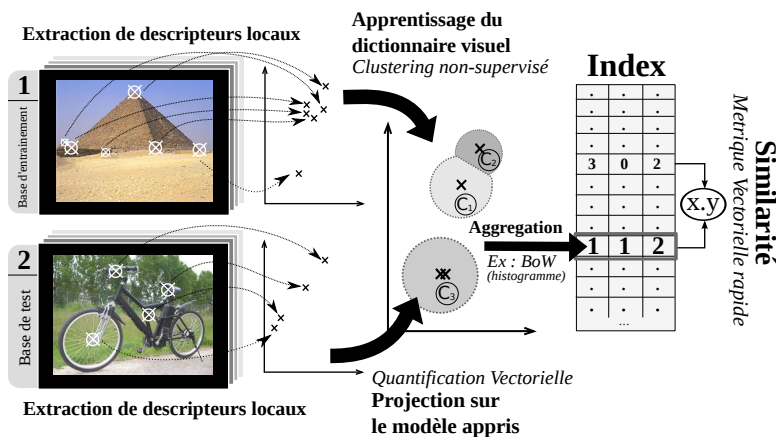 Extraction de descripteurs locaux
1
Base d'entrainement
2
Base de test
Extraction de descripteurs locaux
Apprentissage du
dictionnaire visuel
Clustering non-supervisé
C₂
C₁
C₃
Aggregation
Ex : BoW
(histogramme)
Quantification Vectorielle
Projection sur
le modèle appris
Index
. . .
. . .
. . .
. . .
3 0 2
. . .
. . .
. . .
1 1 2
. . .
. . .
. . .
...
x.y
Similarité
Metrique Vectorielle rapide